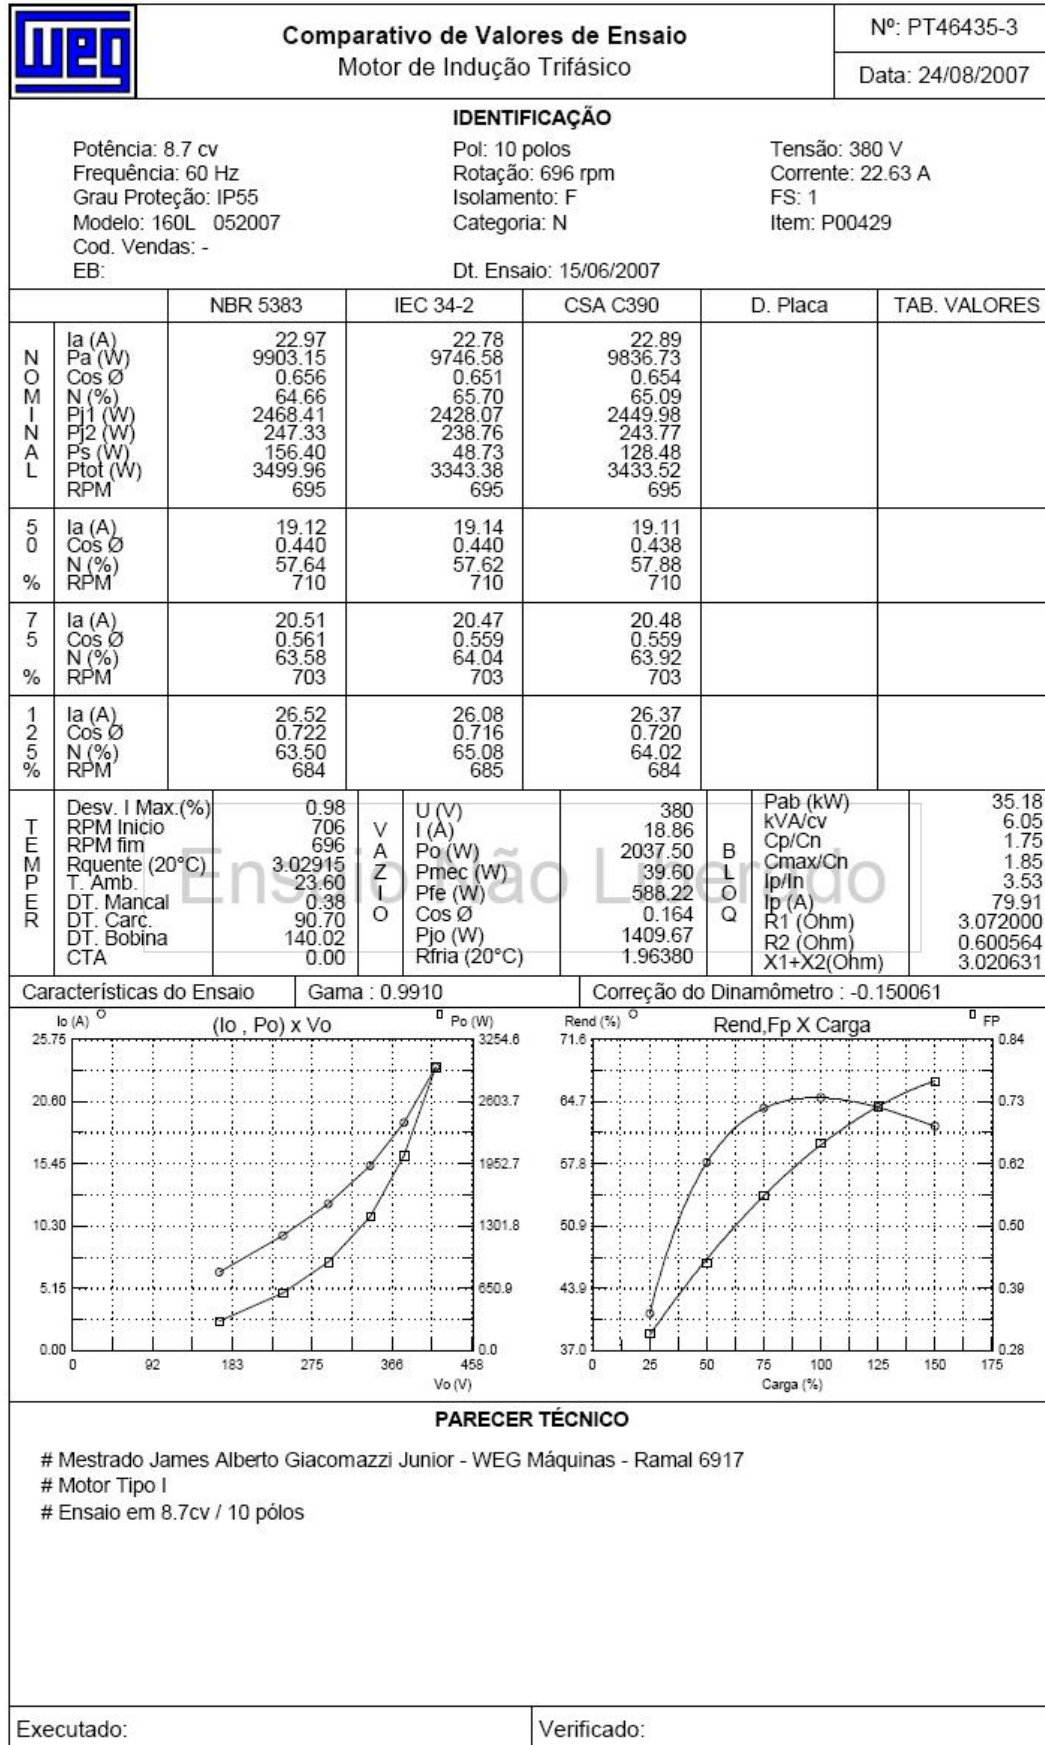 weg
Comparativo de Valores de Ensaio
Motor de Indução Trifásico
Nº: PT46435-3
Data: 24/08/2007
IDENTIFICAÇÃO
Potência: 8.7 cv Pol: 10 polos Tensão: 380 V
Frequência: 60 Hz Rotação: 696 rpm Corrente: 22.63 A
Grau Proteção: IP55 Isolamento: F FS: 1
Modelo: 160L 052007 Categoria: N Item: P00429
Cod. Vendas: -
EB: Dt. Ensaio: 15/06/2007
NBR 5383 IEC 34-2 CSA C390 D. Placa TAB. VALORES
NOMINAL
Ia (A) 22.97 22.78 22.89
Pa (W) 9903.15 9746.58 9836.73
Cos Ø 0.656 0.651 0.654
N (%) 64.66 65.70 65.09
Pj1 (W) 2468.41 2428.07 2449.98
Pj2 (W) 247.33 238.76 243.77
Ps (W) 156.40 48.73 128.48
Ptot (W) 3499.96 3343.38 3433.52
RPM 695 695 695
50 %
Ia (A) 19.12 19.14 19.11
Cos Ø 0.440 0.440 0.438
N (%) 57.64 57.62 57.88
RPM 710 710 710
75 %
Ia (A) 20.51 20.47 20.48
Cos Ø 0.561 0.559 0.559
N (%) 63.58 64.04 63.92
RPM 703 703 703
125 %
Ia (A) 26.52 26.08 26.37
Cos Ø 0.722 0.716 0.720
N (%) 63.50 65.08 64.02
RPM 684 685 684
TEMPER
Desv. I Max.(%) 0.98
RPM Inicio 706
RPM fim 696
Rquente (20°C) 3.02915
T. Amb. 23.60
DT. Mancal 0.38
DT. Carc. 90.70
DT. Bobina 140.02
CTA 0.00
VAZIO
U (V) 380
I (A) 18.86
Po (W) 2037.50
Pmec (W) 39.60
Pfe (W) 588.22
Cos Ø 0.164
Pjo (W) 1409.67
Rfria (20°C) 1.96380
BLOQ
Pab (kW) 35.18
kVA/cv 6.05
Cp/Cn 1.75
Cmax/Cn 1.85
Ip/In 3.53
Ip (A) 79.91
R1 (Ohm) 3.072000
R2 (Ohm) 0.600564
X1+X2(Ohm) 3.020631
Ensaio Não Liberado
Características do Ensaio Gama : 0.9910 Correção do Dinamômetro : -0.150061
Io (A) (Io , Po) x Vo Po (W)
25.75 3254.6
20.60 2603.7
15.45 1952.7
10.30 1301.8
5.15 650.9
0.00 0.0
0 92 183 275 366 458
Vo (V)
Rend (%) Rend,Fp X Carga FP
71.6 0.84
64.7 0.73
57.8 0.62
50.9 0.50
43.9 0.39
37.0 0.28
0 25 50 75 100 125 150 175
Carga (%)
PARECER TÉCNICO
# Mestrado James Alberto Giacomazzi Junior - WEG Máquinas - Ramal 6917
# Motor Tipo I
# Ensaio em 8.7cv / 10 pólos
Executado: Verificado: